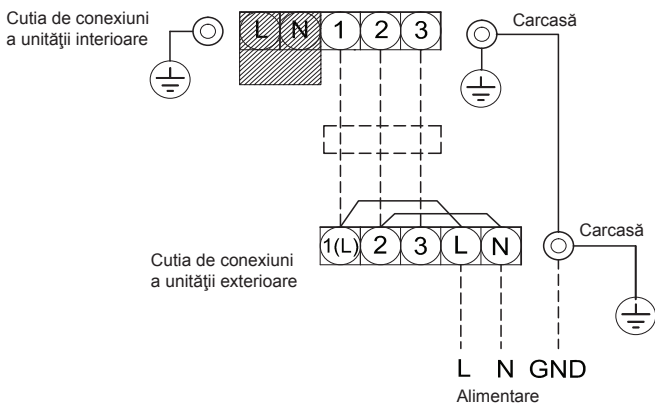 Cutia de conexiuni
a unităţii interioare
L N 1 2 3
Carcasă
1(L) 2 3 L N
Carcasă
Cutia de conexiuni
a unităţii exterioare
L N GND
Alimentare